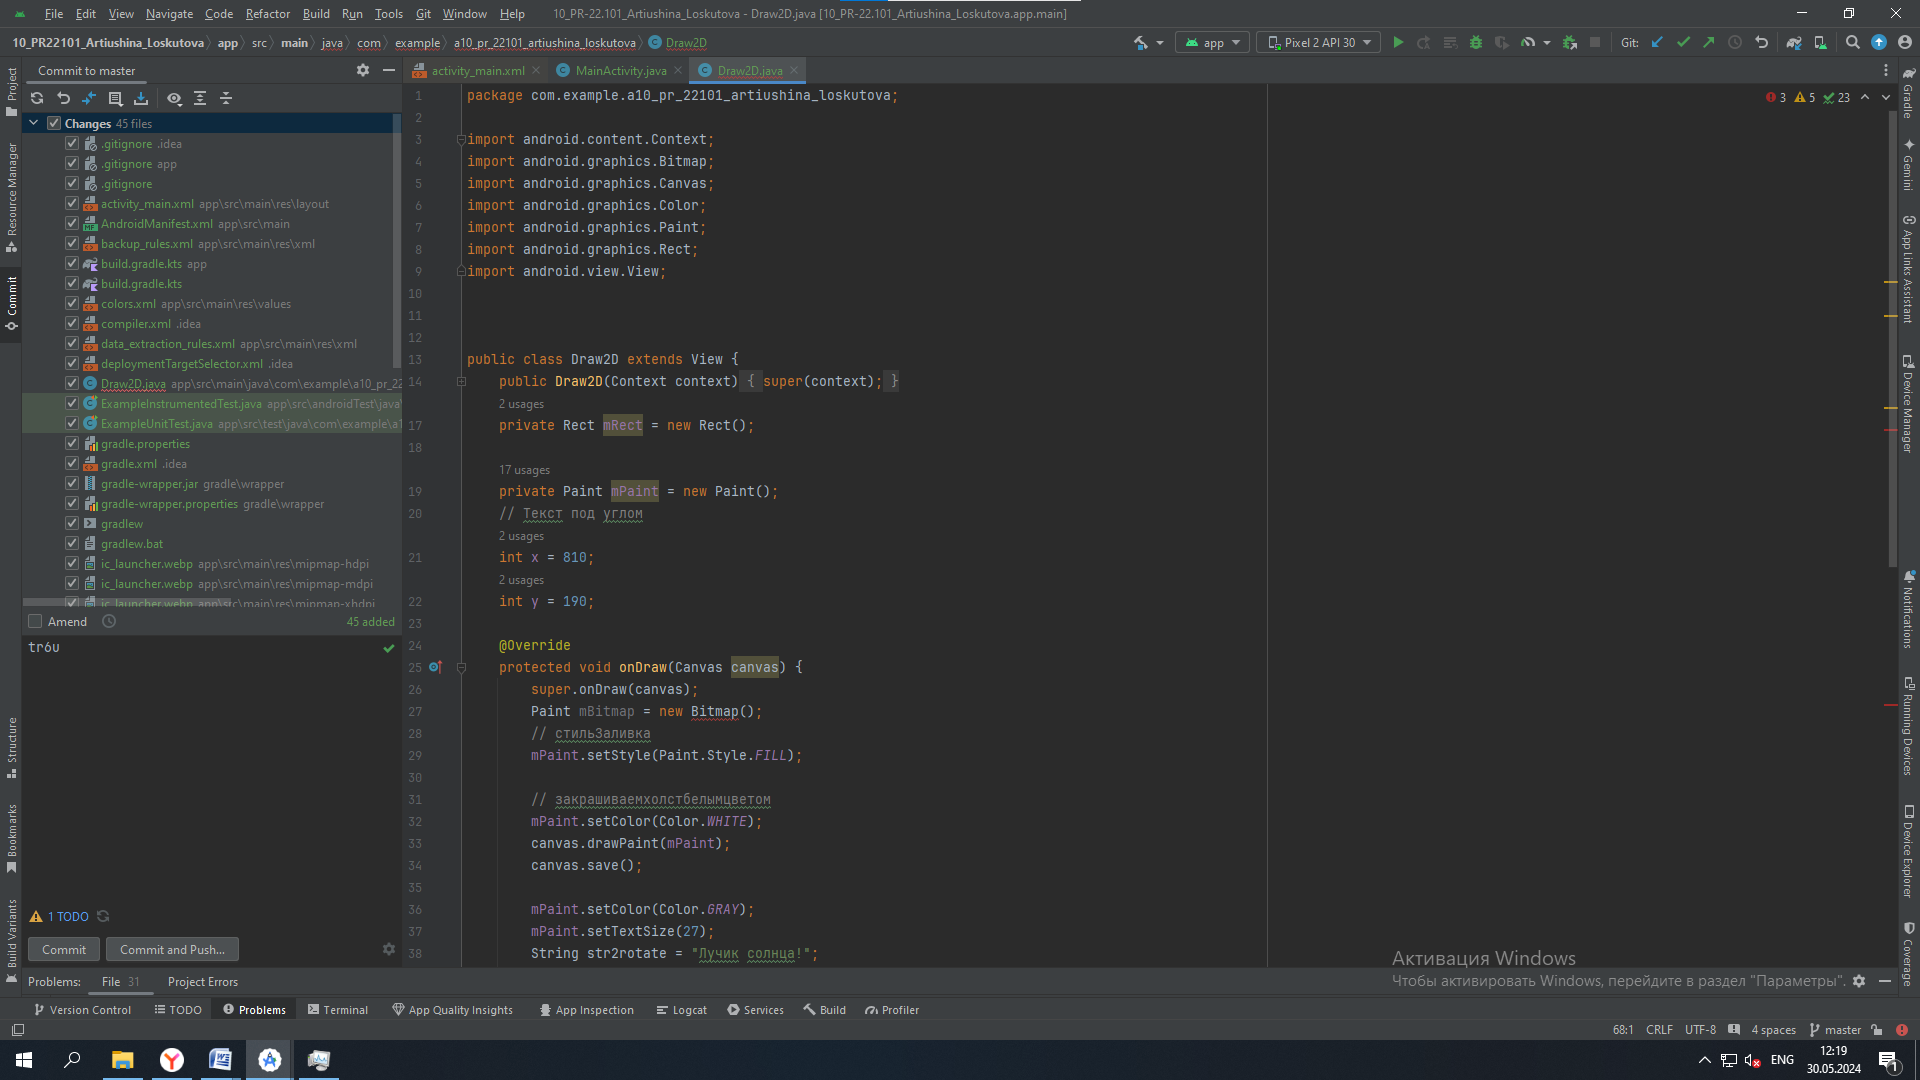 File Edit View Navigate Code Refactor Build Run Tools Git Window Help 10_PR-22.101_Artiushina_Loskutova - Draw2D.java [10_PR-22.101_Artiushina_Loskutova.app.main]
10_PR22101_Artiushina_Loskutova app src main java com example a10_pr_22101_artiushina_loskutova Draw2D app Pixel 2 API 30 Git:
Commit to master
activity_main.xml MainActivity.java Draw2D.java
Changes 45 files
.gitignore .idea
.gitignore app
.gitignore
activity_main.xml app\src\main\res\layout
AndroidManifest.xml app\src\main
backup_rules.xml app\src\main\res\xml
build.gradle.kts app
build.gradle.kts
colors.xml app\src\main\res\values
compiler.xml .idea
data_extraction_rules.xml app\src\main\res\xml
deploymentTargetSelector.xml .idea
Draw2D.java app\src\main\java\com\example\a10_pr_22
ExampleInstrumentedTest.java app\src\androidTest\java\
ExampleUnitTest.java app\src\test\java\com\example\a1
gradle.properties
gradle.xml .idea
gradle-wrapper.jar gradle\wrapper
gradle-wrapper.properties gradle\wrapper
gradlew
gradlew.bat
ic_launcher.webp app\src\main\res\mipmap-hdpi
ic_launcher.webp app\src\main\res\mipmap-mdpi
ic_launcher.webp app\src\main\res\mipmap-xhdpi
Amend 45 added
tróu
1 TODO
Commit Commit and Push...
Project
Resource Manager
Commit
Structure
Bookmarks
Build Variants
3 5 23
1 package com.example.a10_pr_22101_artiushina_loskutova;
2
3 import android.content.Context;
4 import android.graphics.Bitmap;
5 import android.graphics.Canvas;
6 import android.graphics.Color;
7 import android.graphics.Paint;
8 import android.graphics.Rect;
9 import android.view.View;
10
11
12
13 public class Draw2D extends View {
14 public Draw2D(Context context) { super(context); }
2 usages
17 private Rect mRect = new Rect();
18
17 usages
19 private Paint mPaint = new Paint();
20 // Текст под углом
2 usages
21 int x = 810;
2 usages
22 int y = 190;
23
24 @Override
25 protected void onDraw(Canvas canvas) {
26 super.onDraw(canvas);
27 Paint mBitmap = new Bitmap();
28 // стильЗаливка
29 mPaint.setStyle(Paint.Style.FILL);
30
31 // закрашиваемхолстбелымцветом
32 mPaint.setColor(Color.WHITE);
33 canvas.drawPaint(mPaint);
34 canvas.save();
35
36 mPaint.setColor(Color.GRAY);
37 mPaint.setTextSize(27);
38 String str2rotate = "Лучик солнца!";
Gradle
Gemini
App Links Assistant
Device Manager
Notifications
Running Devices
Device Explorer
Coverage
Активация Windows
Чтобы активировать Windows, перейдите в раздел "Параметры".
Problems: File 31 Project Errors
Version Control TODO Problems Terminal App Quality Insights App Inspection Logcat Services Build Profiler
68:1 CRLF UTF-8 4 spaces master
ENG 12:19
30.05.2024
1